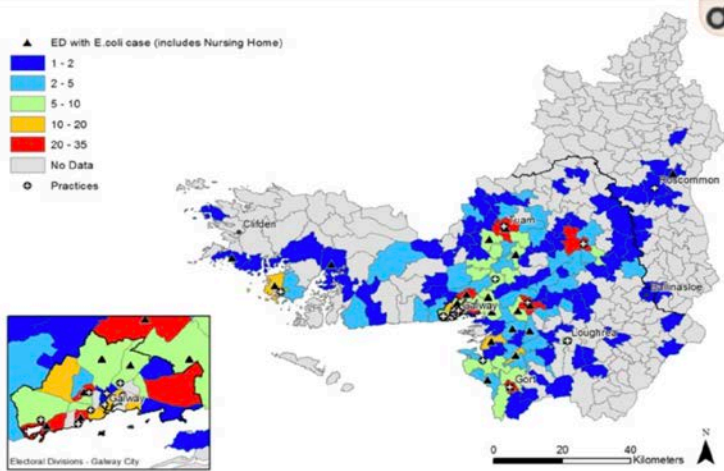 ED with E.coli case (includes Nursing Home)
1 - 2
2 - 5
5 - 10
10 - 20
20 - 35
No Data
Practices
Roscommon
Tuam
Clifden
Ballinasloe
Galway
Loughrea
Gort
Galway
Electoral Divisions - Galway City
N
0 20 40
Kilometers